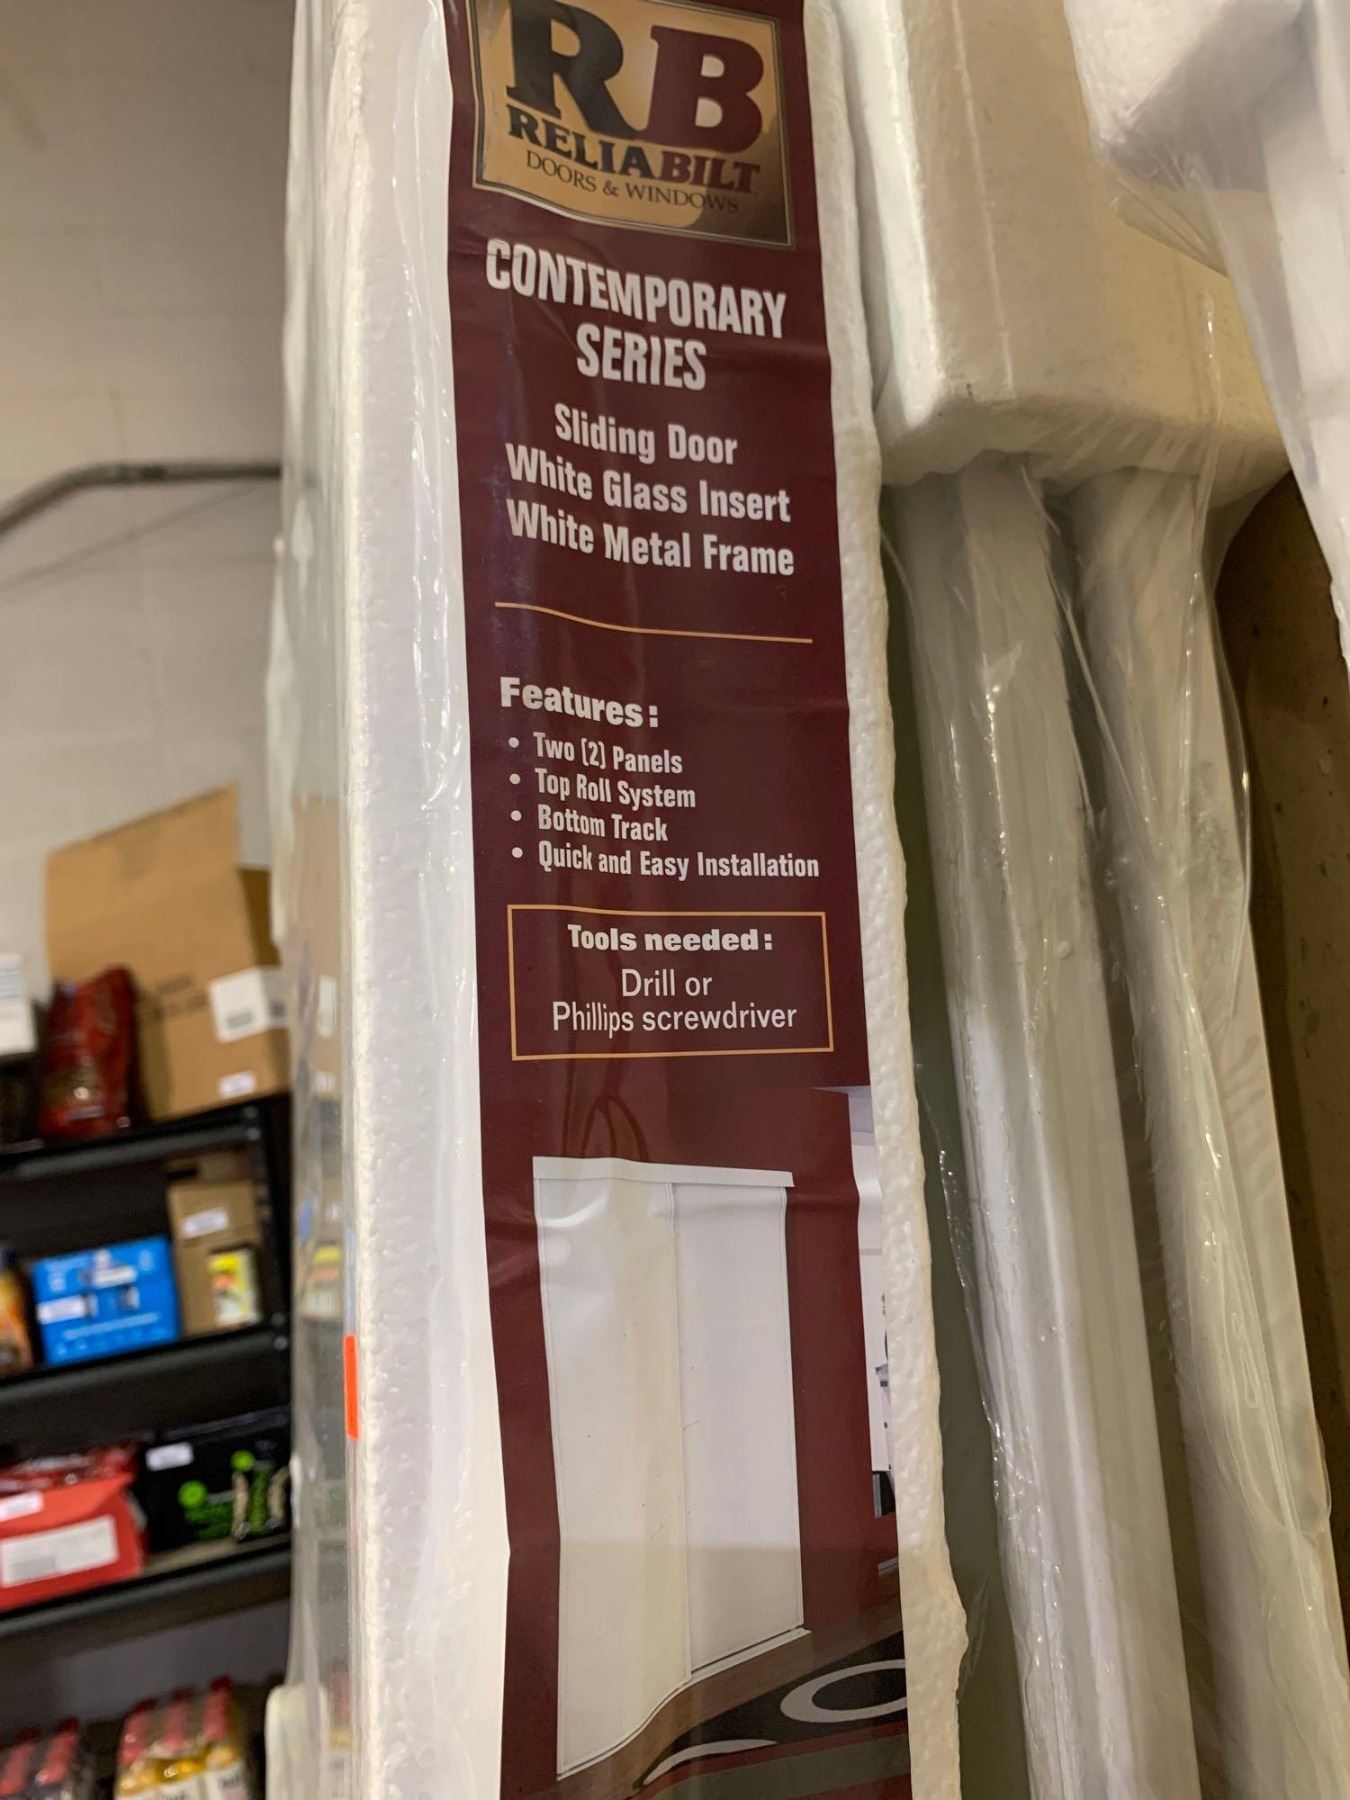 RB
RELIABILT
DOORS & WINDOWS
CONTEMPORARY
SERIES
Sliding Door
White Glass Insert
White Metal Frame
Features:
• Two (2) Panels
• Top Roll System
• Bottom Track
• Quick and Easy Installation
Tools needed:
Drill or
Phillips screwdriver